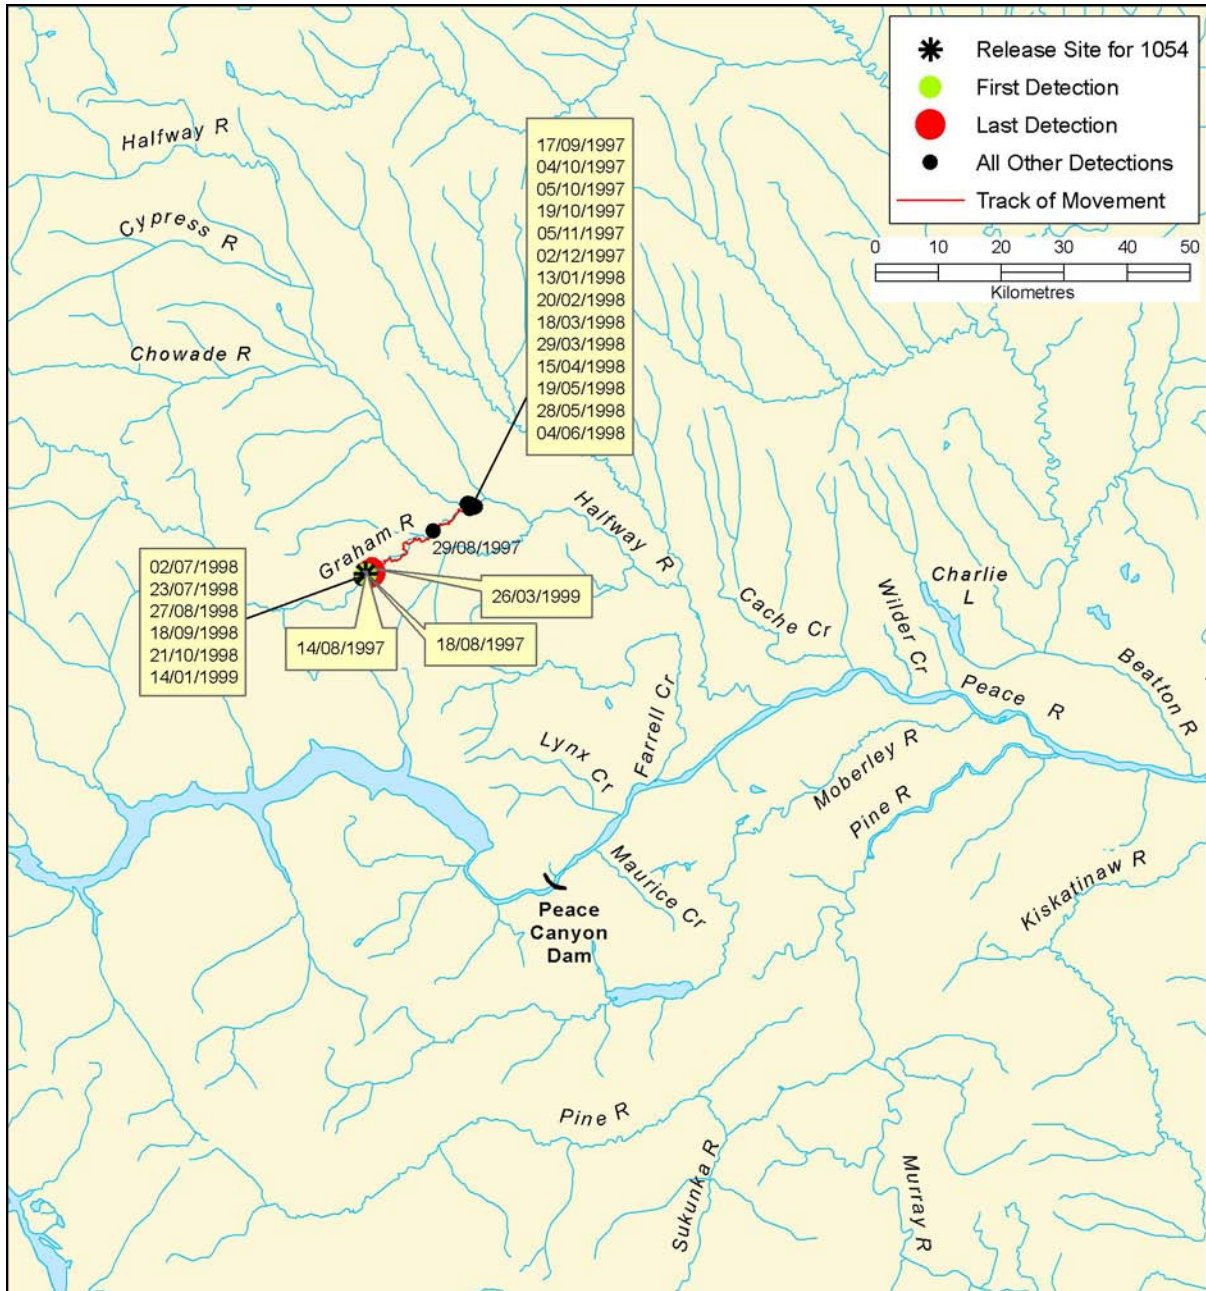 Release Site for 1054
First Detection
Last Detection
All Other Detections
Track of Movement
0 10 20 30 40 50
Kilometres
Halfway R
Cypress R
Chowade R
17/09/1997
04/10/1997
05/10/1997
19/10/1997
05/11/1997
02/12/1997
13/01/1998
20/02/1998
18/03/1998
29/03/1998
15/04/1998
19/05/1998
28/05/1998
04/06/1998
Graham R
29/08/1997
Halfway R
02/07/1998
23/07/1998
27/08/1998
18/09/1998
21/10/1998
14/01/1999
26/03/1999
14/08/1997
18/08/1997
Cache Cr
Wilder Cr
Charlie
L
Beatton R
Peace R
Farrell Cr
Lynx Cr
Moberley R
Pine R
Maurice Cr
Kiskatinaw R
Peace
Canyon
Dam
Pine R
Sukunka R
Murray R